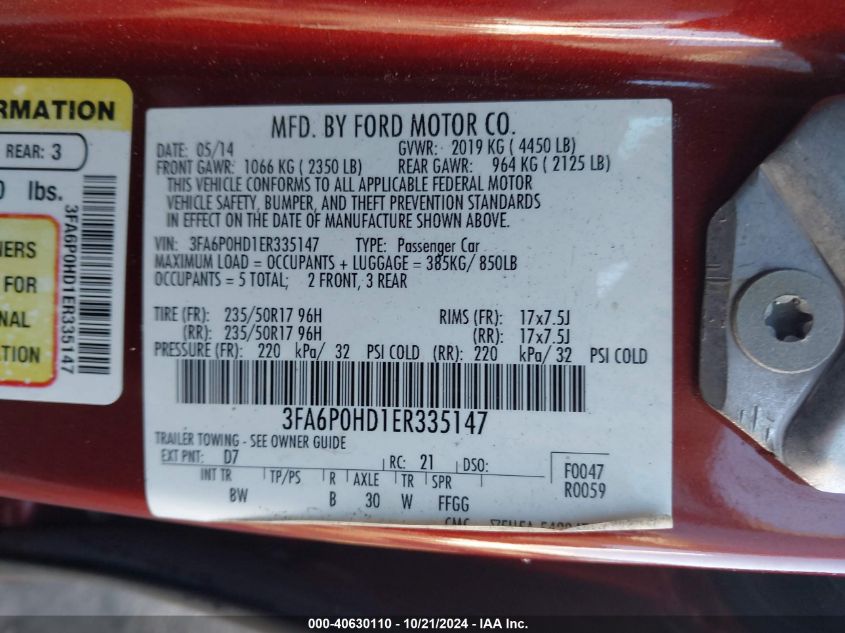 RMATION
REAR: 3
lbs.
NERS
FOR
NAL
ATION
3FA6P0HD1ER335147
MFD. BY FORD MOTOR CO.
DATE: 05/14 GVWR: 2019 KG ( 4450 LB)
FRONT GAWR: 1066 KG ( 2350 LB) REAR GAWR: 964 KG ( 2125 LB)
THIS VEHICLE CONFORMS TO ALL APPLICABLE FEDERAL MOTOR
VEHICLE SAFETY, BUMPER, AND THEFT PREVENTION STANDARDS
IN EFFECT ON THE DATE OF MANUFACTURE SHOWN ABOVE.
VIN: 3FA6P0HD1ER335147 TYPE: Passenger Car
MAXIMUM LOAD = OCCUPANTS + LUGGAGE = 385KG/ 850LB
OCCUPANTS = 5 TOTAL; 2 FRONT, 3 REAR
TIRE (FR): 235/50R17 96H RIMS (FR): 17x7.5J
(RR): 235/50R17 96H (RR): 17x7.5J
PRESSURE (FR): 220 kPa/ 32 PSI COLD (RR): 220 kPa/ 32 PSI COLD
3FA6P0HD1ER335147
TRAILER TOWING - SEE OWNER GUIDE
EXT PNT: D7 RC: 21 DSO: F0047
INT TR TP/PS R AXLE TR SPR R0059
BW B 30 W FFGG
000-40630110 - 10/21/2024 - IAA Inc.